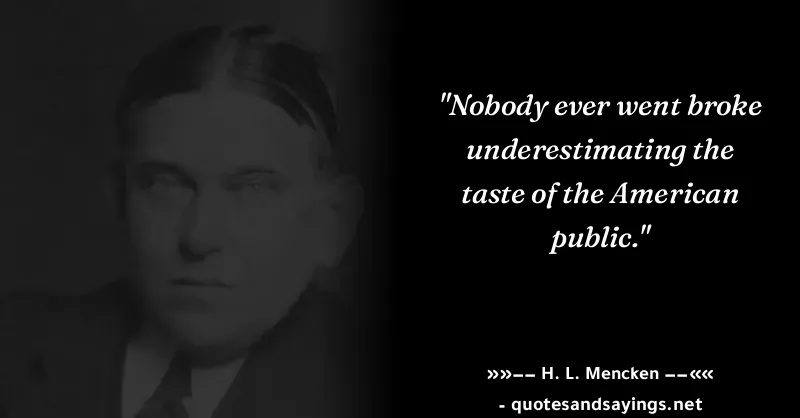 "Nobody ever went broke
underestimating the
taste of the American
public."
»»–– H. L. Mencken ––««
- quotesandsayings.net